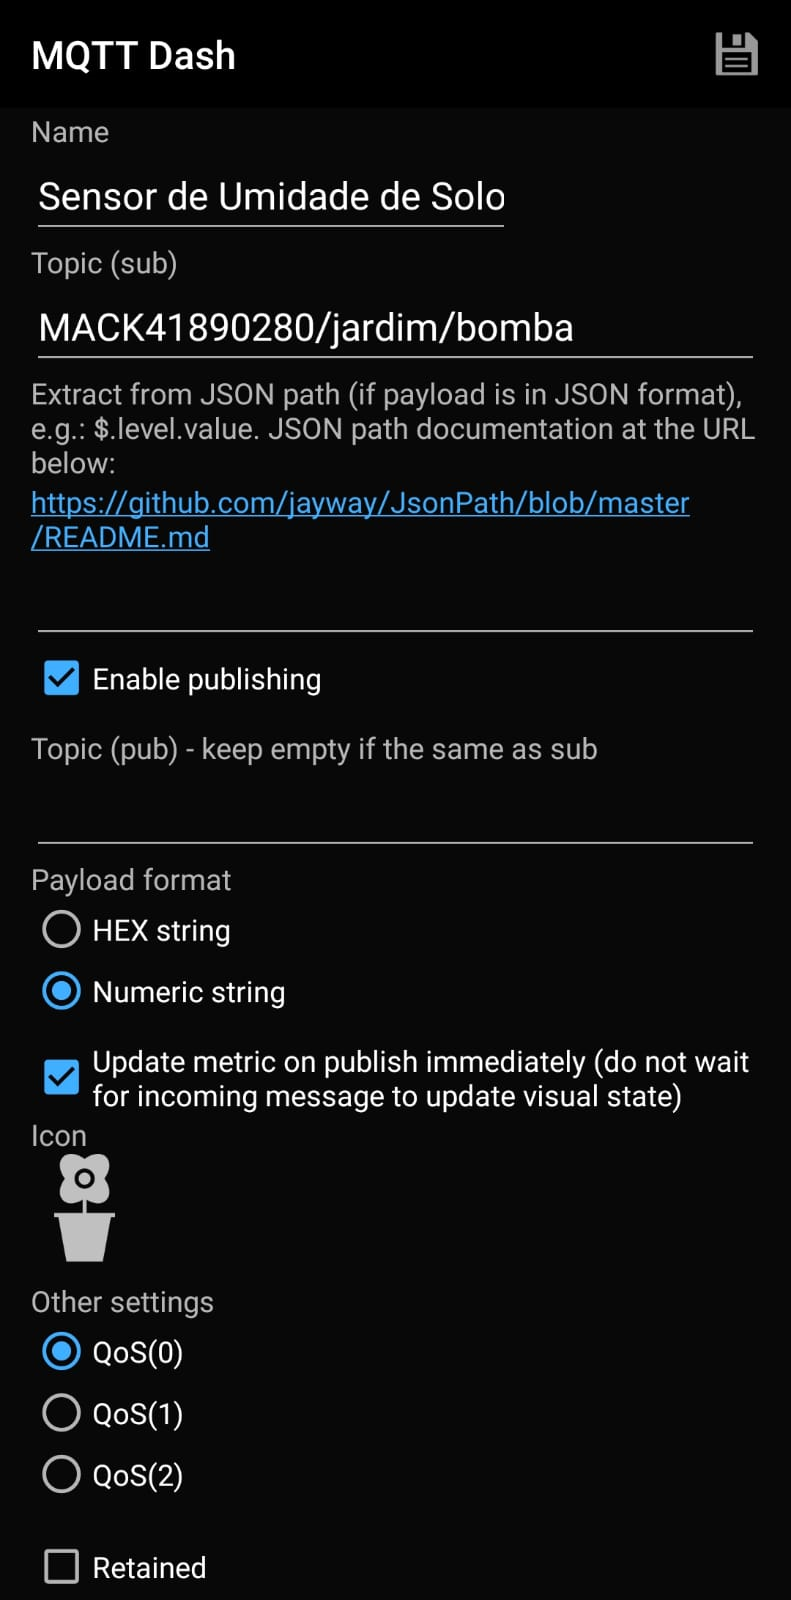 MQTT Dash
Name
Sensor de Umidade de Solo
Topic (sub)
MACK41890280/jardim/bomba
Extract from JSON path (if payload is in JSON format),
e.g.: $.level.value. JSON path documentation at the URL
below:
https://github.com/jayway/JsonPath/blob/master
/README.md
Enable publishing
Topic (pub) - keep empty if the same as sub
Payload format
HEX string
Numeric string
Update metric on publish immediately (do not wait
for incoming message to update visual state)
Icon
Other settings
QoS(0)
QoS(1)
QoS(2)
Retained